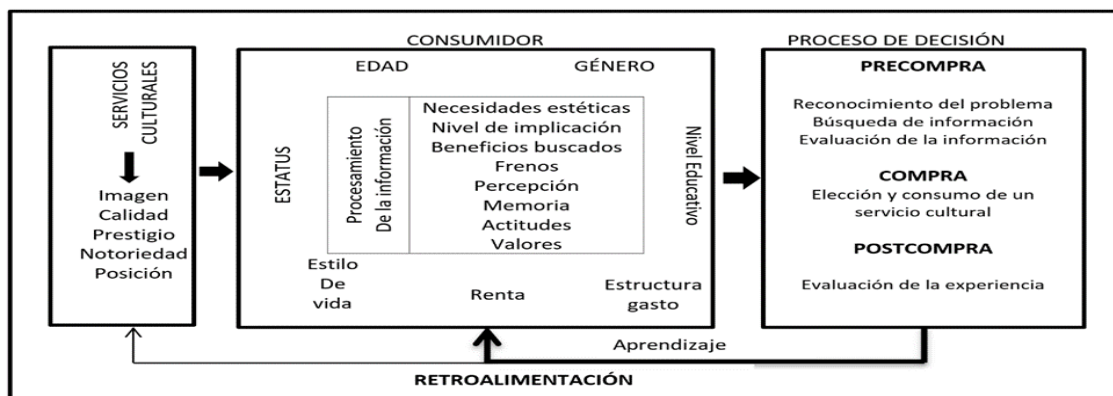 CONSUMIDOR
PROCESO DE DECISIÓN
SERVICIOS
CULTURALES
Imagen
Calidad
Prestigio
Notoriedad
Posición
EDAD
GÉNERO
ESTATUS
Procesamiento
De la información
Necesidades estéticas
Nivel de implicación
Beneficios buscados
Frenos
Percepción
Memoria
Actitudes
Valores
Nivel Educativo
Estilo
De
vida
Renta
Estructura
gasto
PRECOMPRA
Reconocimiento del problema
Búsqueda de información
Evaluación de la información
COMPRA
Elección y consumo de un
servicio cultural
POSTCOMPRA
Evaluación de la experiencia
Aprendizaje
RETROALIMENTACIÓN